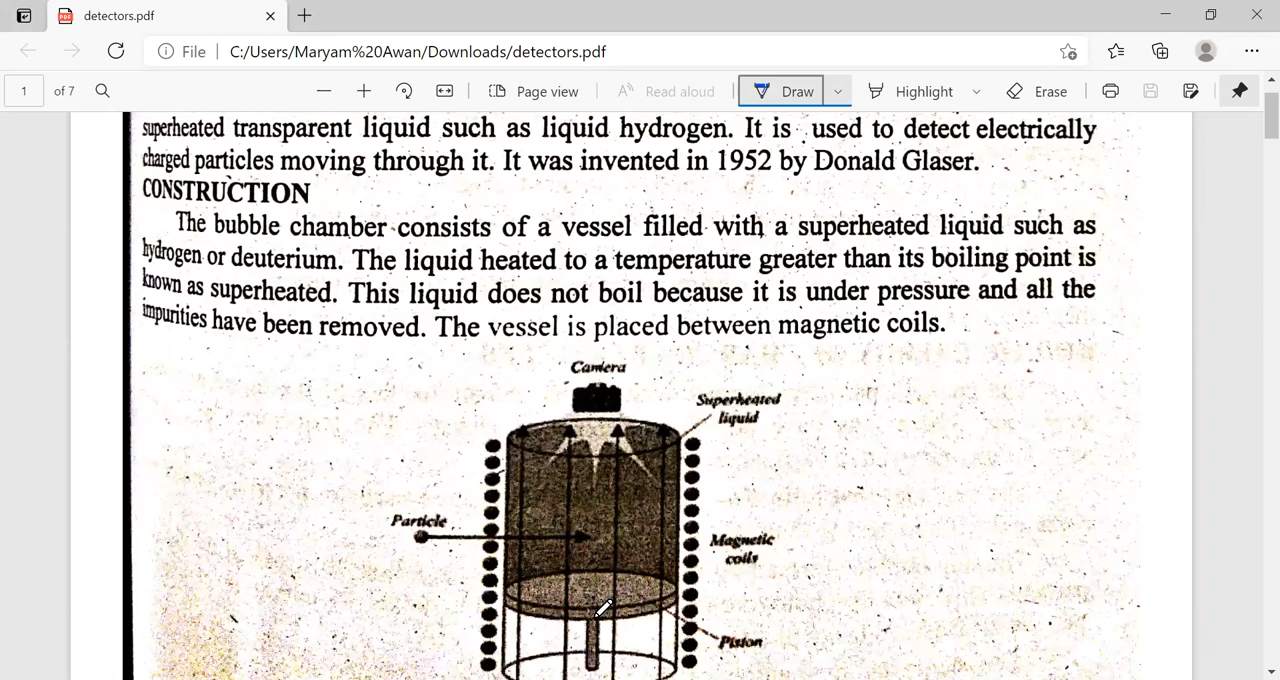 detectors.pdf
File
C:/Users/Maryam%20Awan/Downloads/detectors.pdf
1 of 7
Page view
Read aloud
Draw
Highlight
Erase
superheated transparent liquid such as liquid hydrogen. It is used to detect electrically
charged particles moving through it. It was invented in 1952 by Donald Glaser.
CONSTRUCTION
The bubble chamber consists of a vessel filled with a superheated liquid such as
hydrogen or deuterium. The liquid heated to a temperature greater than its boiling point is
known as superheated. This liquid does not boil because it is under pressure and all the
impurities have been removed. The vessel is placed between magnetic coils.
Camera
Superheated
liquid
Particle
Magnetic
coils
Piston